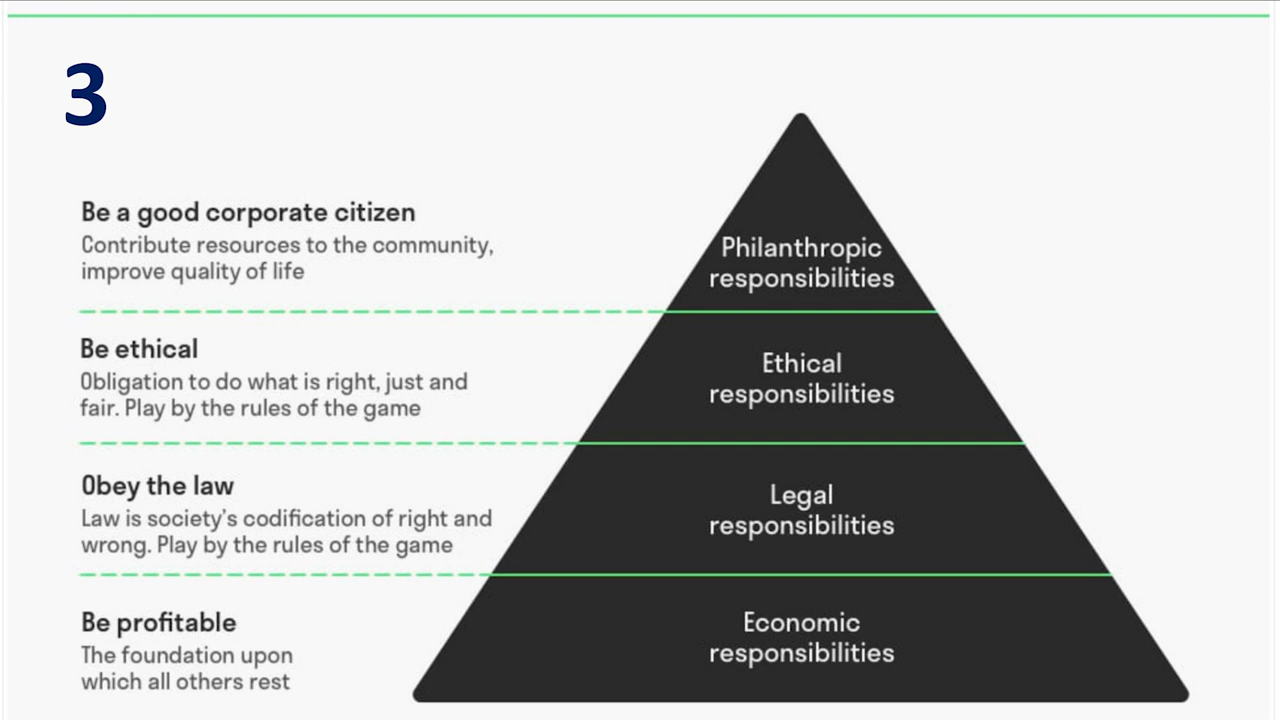 3
Be a good corporate citizen
Contribute resources to the community,
improve quality of life
Philanthropic
responsibilities
Be ethical
Obligation to do what is right, just and
fair. Play by the rules of the game
Ethical
responsibilities
Obey the law
Law is society's codification of right and
wrong. Play by the rules of the game
Legal
responsibilities
Be profitable
The foundation upon
which all others rest
Economic
responsibilities